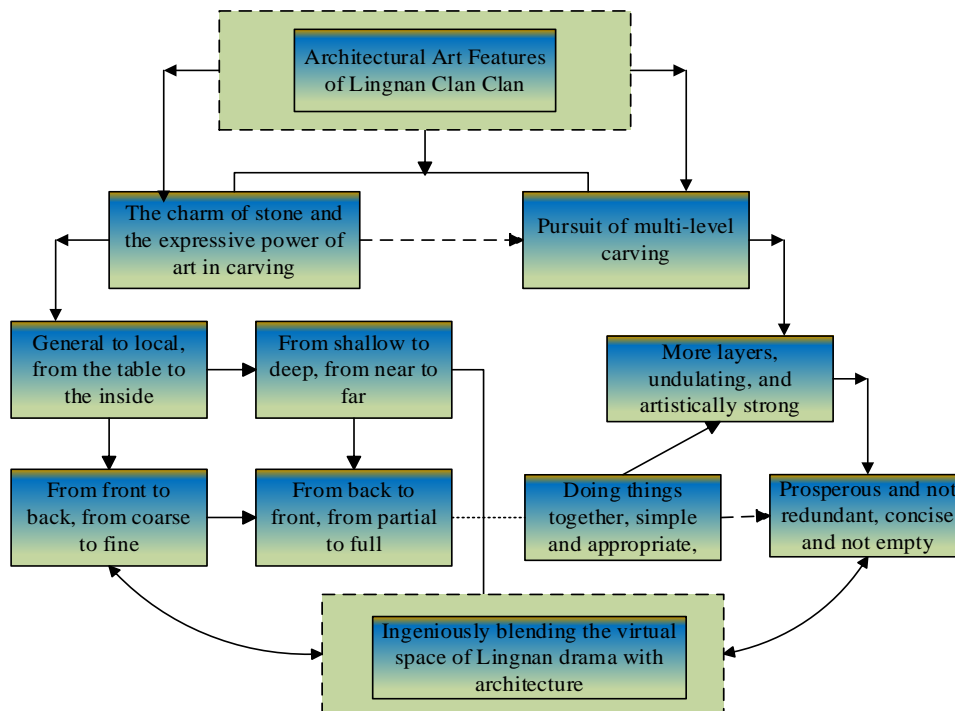 Architectural Art Features
of Lingnan Clan Clan
The charm of stone and
the expressive power of
art in carving
Pursuit of multi-level
carving
General to local,
from the table to
the inside
From shallow to
deep, from near to
far
More layers,
undulating, and
artistically strong
From front to
back, from coarse
to fine
From back to
front, from partial
to full
Doing things
together, simple
and appropriate,
Prosperous and not
redundant, concise
and not empty
Ingeniously blending the virtual
space of Lingnan drama with
architecture